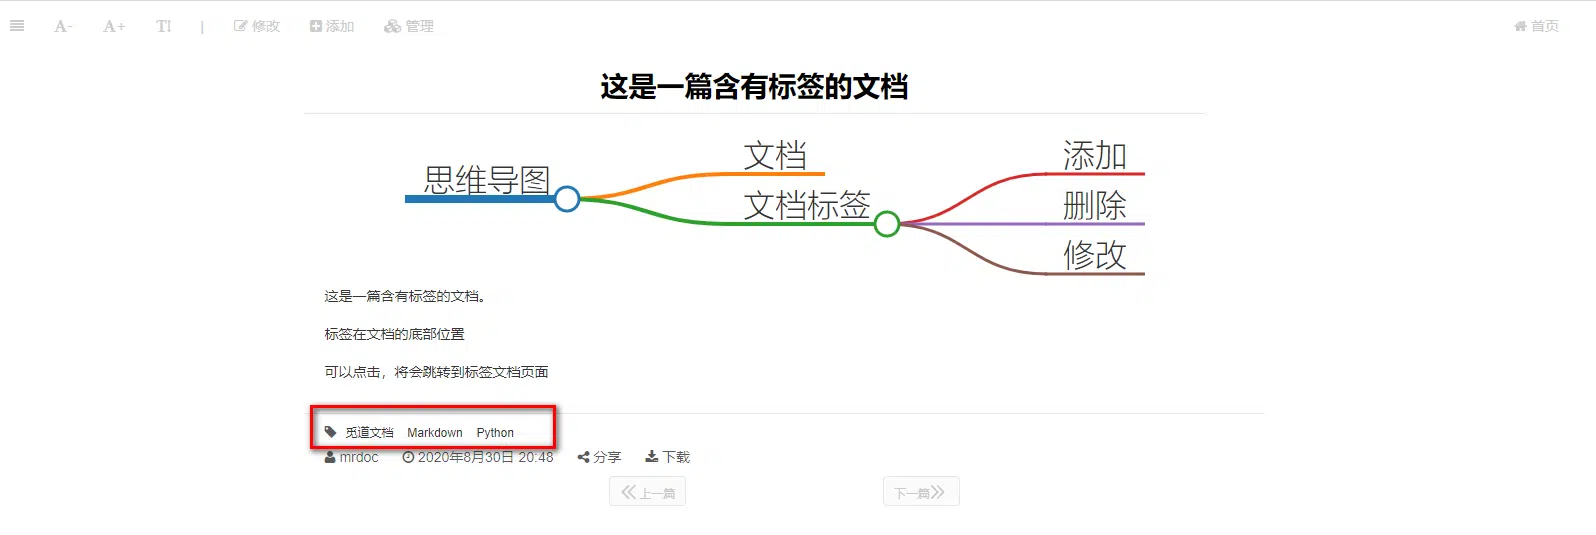 A- A+ T! | 修改 添加 管理 首页
这是一篇含有标签的文档
思维导图
文档
文档标签
添加
删除
修改
这是一篇含有标签的文档。
标签在文档的底部位置
可以点击，将会跳转到标签文档页面
觅道文档 Markdown Python
mrdoc 2020年8月30日 20:48 分享 下载
上一篇 下一篇